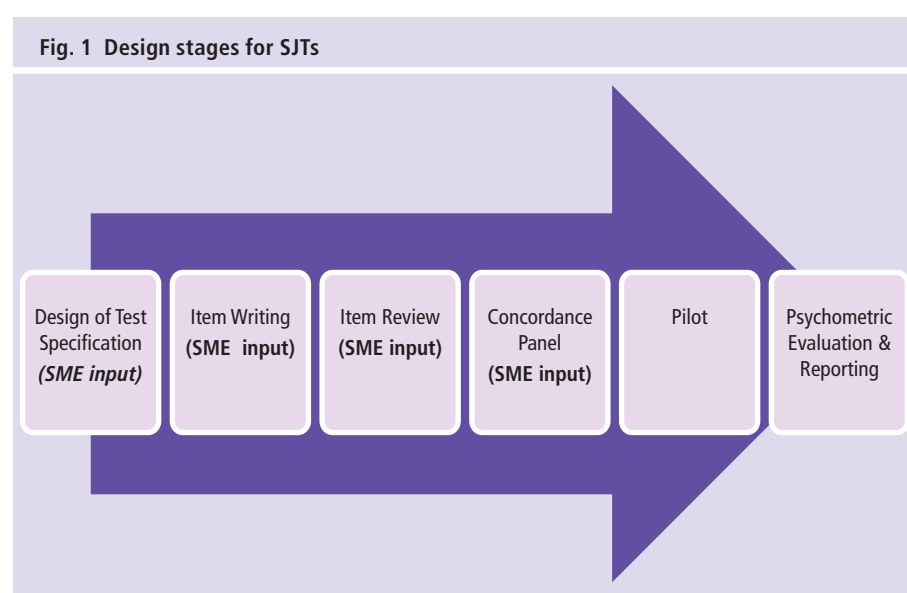 Fig. 1 Design stages for SJTs
Design of Test
Specification
(SME input)
Item Writing
(SME input)
Item Review
(SME input)
Concordance
Panel
(SME input)
Pilot
Psychometric
Evaluation &
Reporting